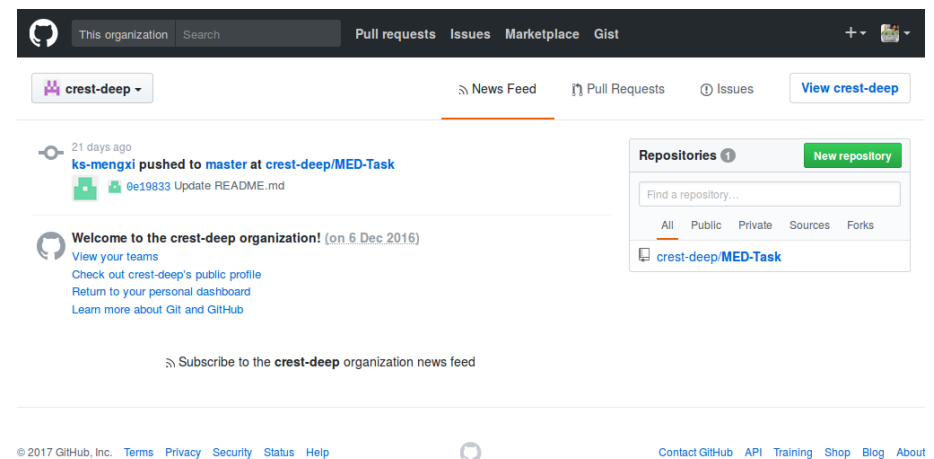 This organization Search Pull requests Issues Marketplace Gist
crest-deep News Feed Pull Requests Issues View crest-deep
21 days ago
ks-mengxi pushed to master at crest-deep/MED-Task
0e19833 Update README.md
Welcome to the crest-deep organization! (on 6 Dec 2016)
View your teams
Check out crest-deep's public profile
Return to your personal dashboard
Learn more about Git and GitHub
Subscribe to the crest-deep organization news feed
Repositories 1 New repository
Find a repository…
All Public Private Sources Forks
crest-deep/MED-Task
© 2017 GitHub, Inc. Terms Privacy Security Status Help Contact GitHub API Training Shop Blog About